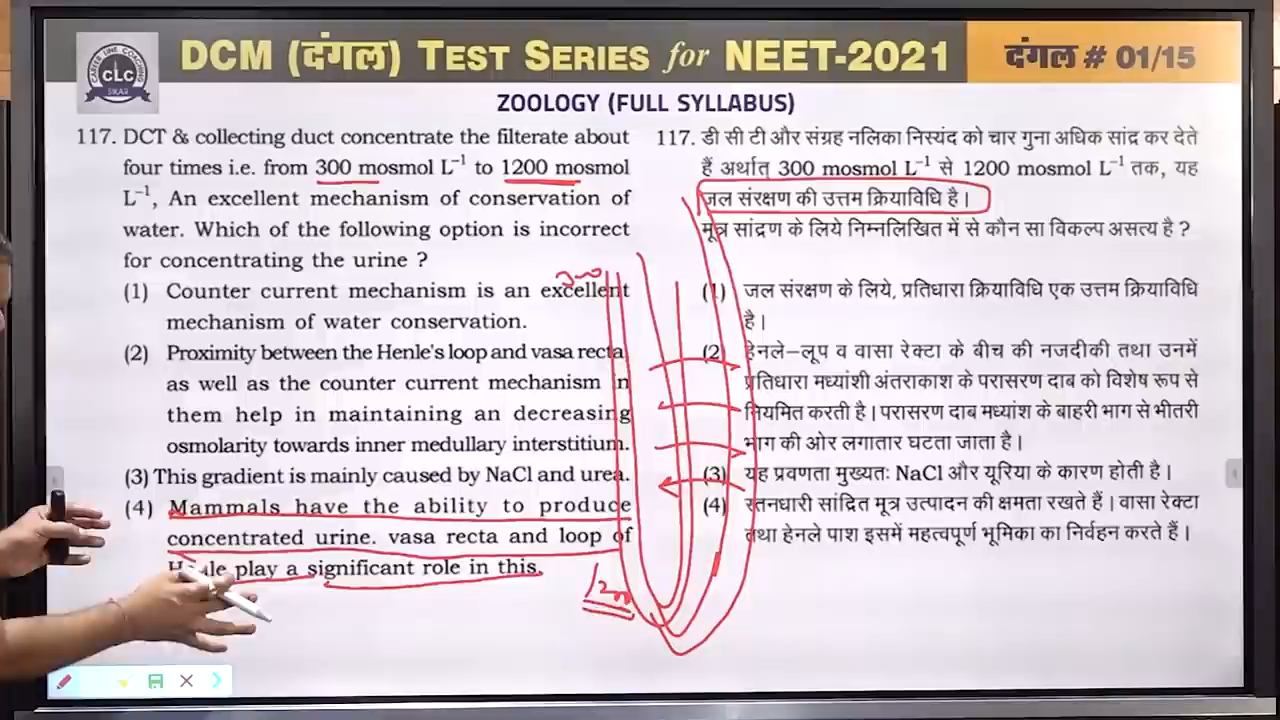 DCM (दंगल) TEST SERIES for NEET-2021
दंगल # 01/15
CAREER LINE COACHING
CLC
SIKAR
ZOOLOGY (FULL SYLLABUS)
117. DCT & collecting duct concentrate the filterate about
four times i.e. from 300 mosmol L⁻¹ to 1200 mosmol
L⁻¹, An excellent mechanism of conservation of
water. Which of the following option is incorrect
for concentrating the urine ?
(1) Counter current mechanism is an excellent
mechanism of water conservation.
(2) Proximity between the Henle's loop and vasa recta
as well as the counter current mechanism in
them help in maintaining an decreasing
osmolarity towards inner medullary interstitium.
(3) This gradient is mainly caused by NaCl and urea.
(4) Mammals have the ability to produce
concentrated urine. vasa recta and loop of
Henle play a significant role in this.
117. डी सी टी और संग्रह नलिका निस्यंद को चार गुना अधिक सांद्र कर देते
हैं अर्थात् 300 mosmol L⁻¹ से 1200 mosmol L⁻¹ तक, यह
जल संरक्षण की उत्तम क्रियाविधि है।
मूत्र सांद्रण के लिये निम्नलिखित में से कौन सा विकल्प असत्य है ?
(1) जल संरक्षण के लिये, प्रतिधारा क्रियाविधि एक उत्तम क्रियाविधि
है।
(2) हेनले–लूप व वासा रेक्टा के बीच की नजदीकी तथा उनमें
प्रतिधारा मध्यांशी अंतराकाश के परासरण दाब को विशेष रूप से
नियमित करती है। परासरण दाब मध्यांश के बाहरी भाग से भीतरी
भाग की ओर लगातार घटता जाता है।
(3) यह प्रवणता मुख्यतः NaCl और यूरिया के कारण होती है।
(4) स्तनधारी सांद्रित मूत्र उत्पादन की क्षमता रखते हैं। वासा रेक्टा
तथा हेनले पाश इसमें महत्वपूर्ण भूमिका का निर्वहन करते हैं।
300
1200